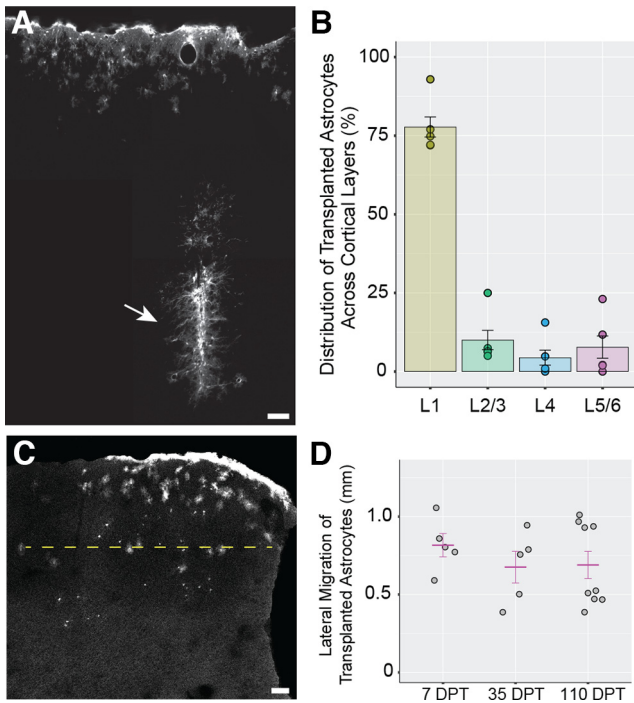 A
B
Distribution of Transplanted Astrocytes
Across Cortical Layers (%)
100
75
50
25
0
L1
L2/3
L4
L5/6
C
D
Lateral Migration of
Transplanted Astrocytes (mm)
1.0
0.5
0
7 DPT
35 DPT
110 DPT